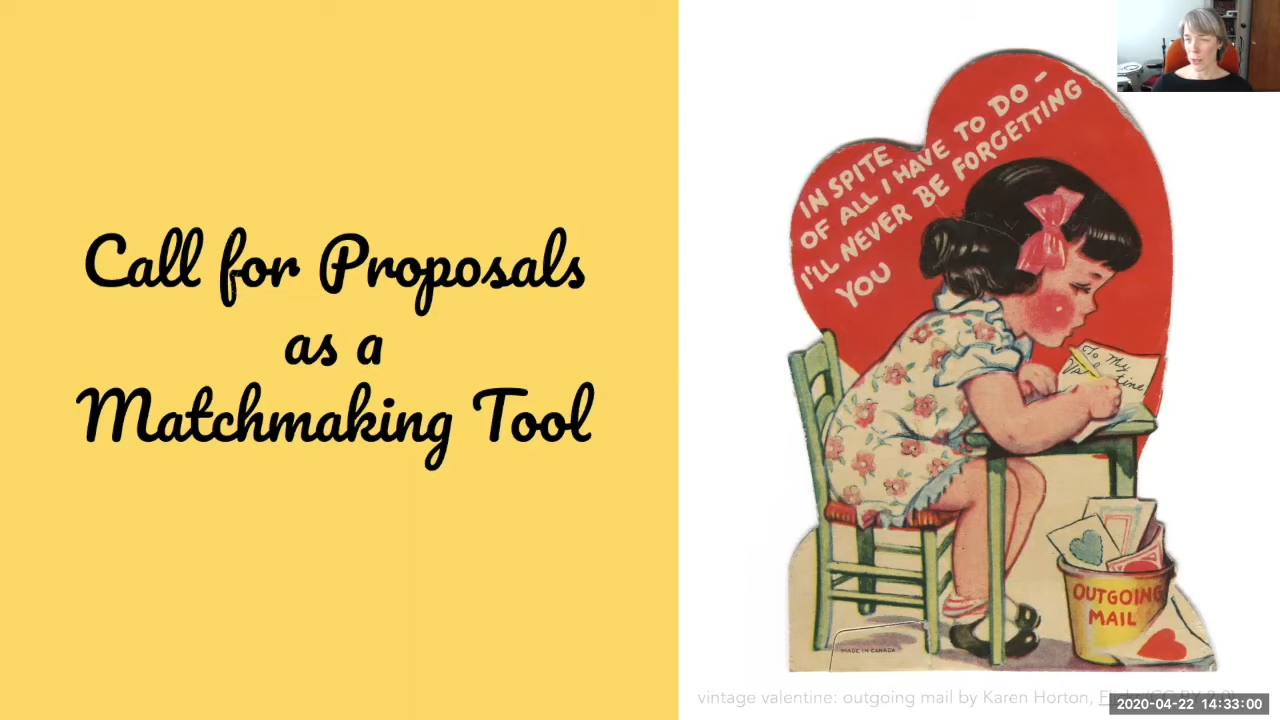 Call for Proposals
as a
Matchmaking Tool
IN SPITE
OF ALL I HAVE TO DO -
I'LL NEVER BE FORGETTING
YOU
To My
OUTGOING
MAIL
MADE IN CANADA
vintage valentine: outgoing mail by Karen Horton,
2020-04-22 14:33:00